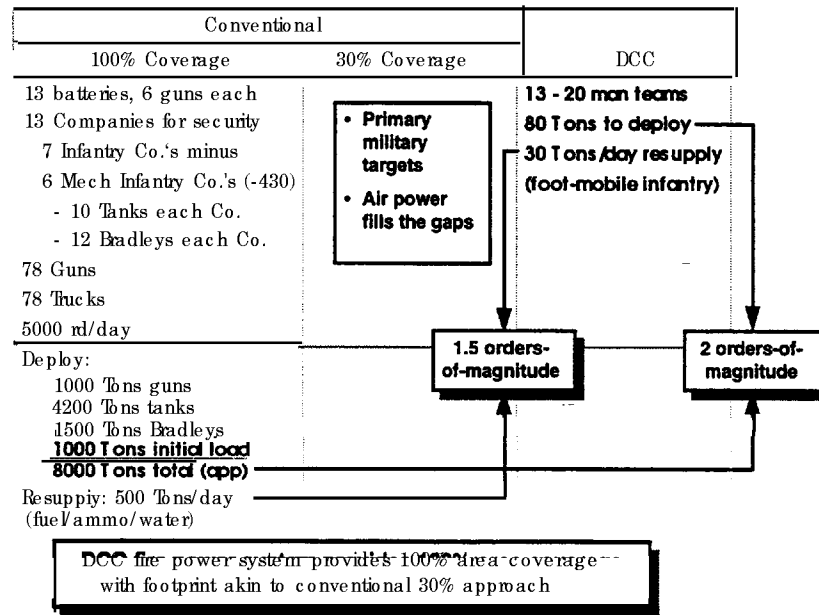 Conventional
100% Coverage
30% Coverage
DCC
13 batteries, 6 guns each
13 Companies for security
7 Infantry Co.'s minus
6 Mech Infantry Co.'s (-430)
- 10 Tanks each Co.
- 12 Bradleys each Co.
78 Guns
78 Trucks
5000 rd/day
Deploy:
1000 Tons guns
4200 Tons tanks
1500 Tons Bradleys
1000 Tons initial load
8000 Tons total (app)
Resuppiy: 500 Tons/day
(fuel/ammo/water)
• Primary
military
targets
• Air power
fills the gaps
13 - 20 man teams
80 Tons to deploy
30 Tons/day resupply
(foot-mobile infantry)
1.5 orders-
of-magnitude
2 orders-of-
magnitude
DCC fire power system provides 100% area coverage
with footprint akin to conventional 30% approach